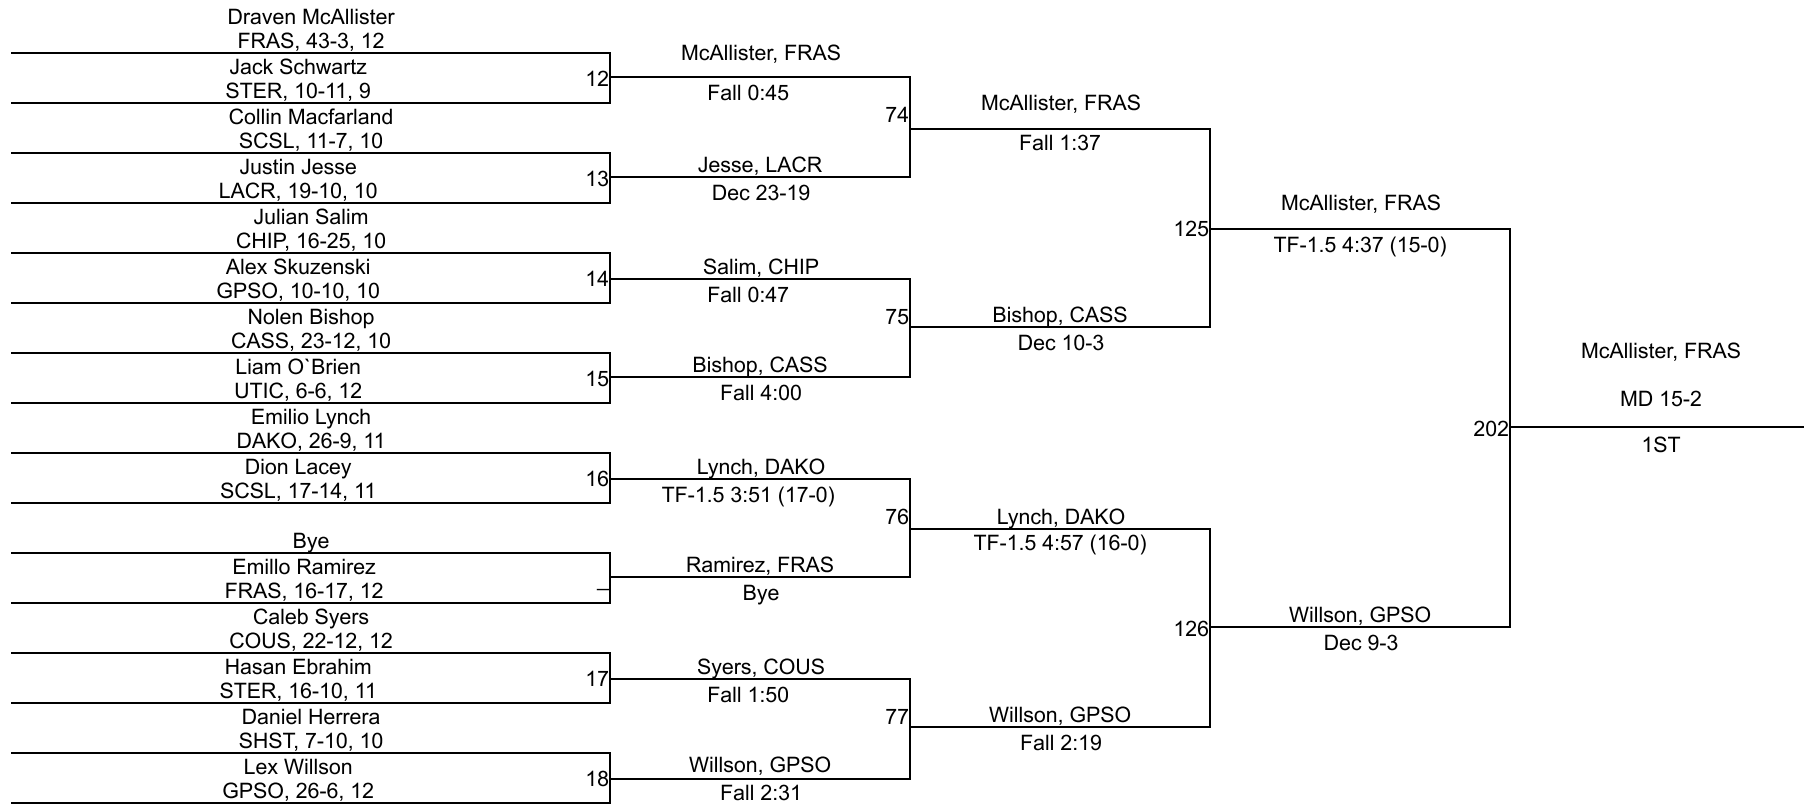 Draven McAllister
FRAS, 43-3, 12
Jack Schwartz
STER, 10-11, 9
Collin Macfarland
SCSL, 11-7, 10
Justin Jesse
LACR, 19-10, 10
Julian Salim
CHIP, 16-25, 10
Alex Skuzenski
GPSO, 10-10, 10
Nolen Bishop
CASS, 23-12, 10
Liam O`Brien
UTIC, 6-6, 12
Emilio Lynch
DAKO, 26-9, 11
Dion Lacey
SCSL, 17-14, 11
Bye
Emillo Ramirez
FRAS, 16-17, 12
Caleb Syers
COUS, 22-12, 12
Hasan Ebrahim
STER, 16-10, 11
Daniel Herrera
SHST, 7-10, 10
Lex Willson
GPSO, 26-6, 12
12
13
14
15
16
17
18
McAllister, FRAS
Fall 0:45
Jesse, LACR
Dec 23-19
Salim, CHIP
Fall 0:47
Bishop, CASS
Fall 4:00
Lynch, DAKO
TF-1.5 3:51 (17-0)
Ramirez, FRAS
Bye
Syers, COUS
Fall 1:50
Willson, GPSO
Fall 2:31
74
75
76
77
McAllister, FRAS
Fall 1:37
Bishop, CASS
Dec 10-3
Lynch, DAKO
TF-1.5 4:57 (16-0)
Willson, GPSO
Fall 2:19
125
126
McAllister, FRAS
TF-1.5 4:37 (15-0)
Willson, GPSO
Dec 9-3
202
McAllister, FRAS
MD 15-2
1ST